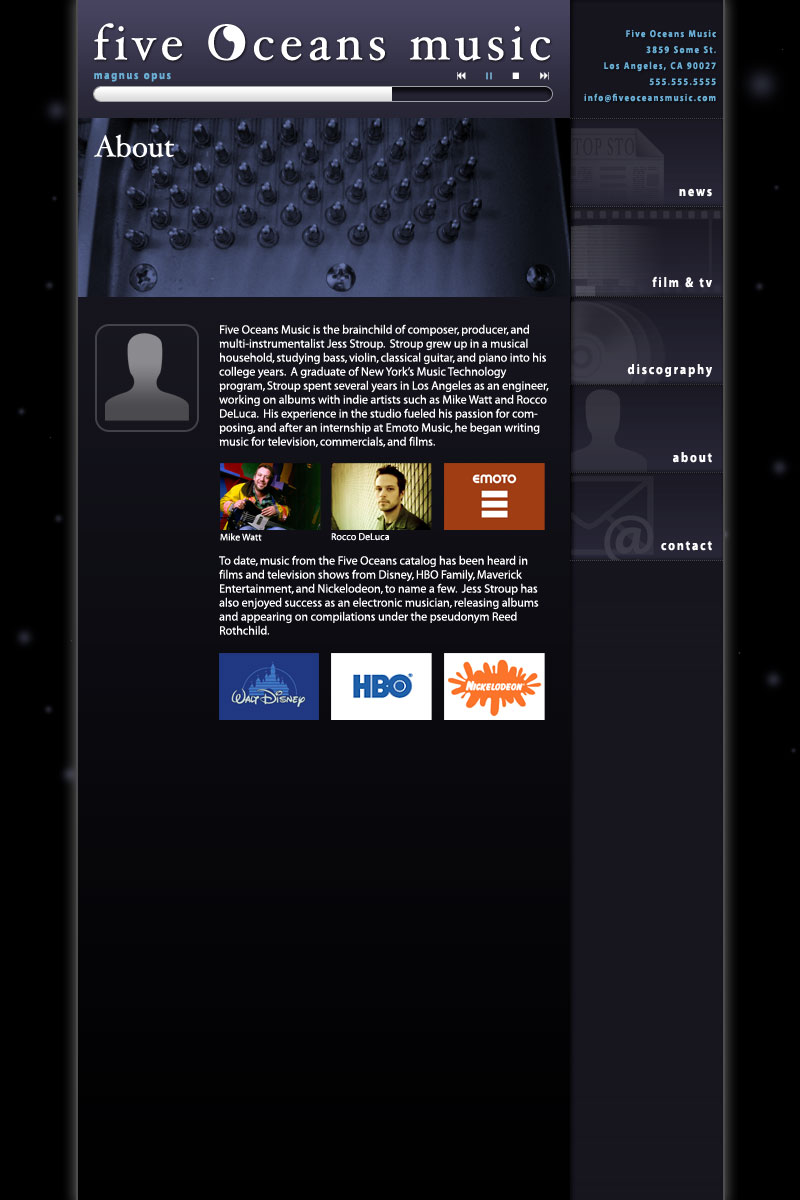 five Oceans music
magnus opus
Five Oceans Music
3859 Some St.
Los Angeles, CA 90027
555.555.5555
info@fiveoceansmusic.com
About
TOP STO
news
film & tv
discography
about
@
contact
Five Oceans Music is the brainchild of composer, producer, and
multi-instrumentalist Jess Stroup. Stroup grew up in a musical
household, studying bass, violin, classical guitar, and piano into his
college years. A graduate of New York's Music Technology
program, Stroup spent several years in Los Angeles as an engineer,
working on albums with indie artists such as Mike Watt and Rocco
DeLuca. His experience in the studio fueled his passion for com-
posing, and after an internship at Emoto Music, he began writing
music for television, commercials, and films.
EMOTO
Mike Watt
Rocco DeLuca
To date, music from the Five Oceans catalog has been heard in
films and television shows from Disney, HBO Family, Maverick
Entertainment, and Nickelodeon, to name a few. Jess Stroup has
also enjoyed success as an electronic musician, releasing albums
and appearing on compilations under the pseudonym Reed
Rothchild.
WALT DISNEY
HBO®
NICKELODEON